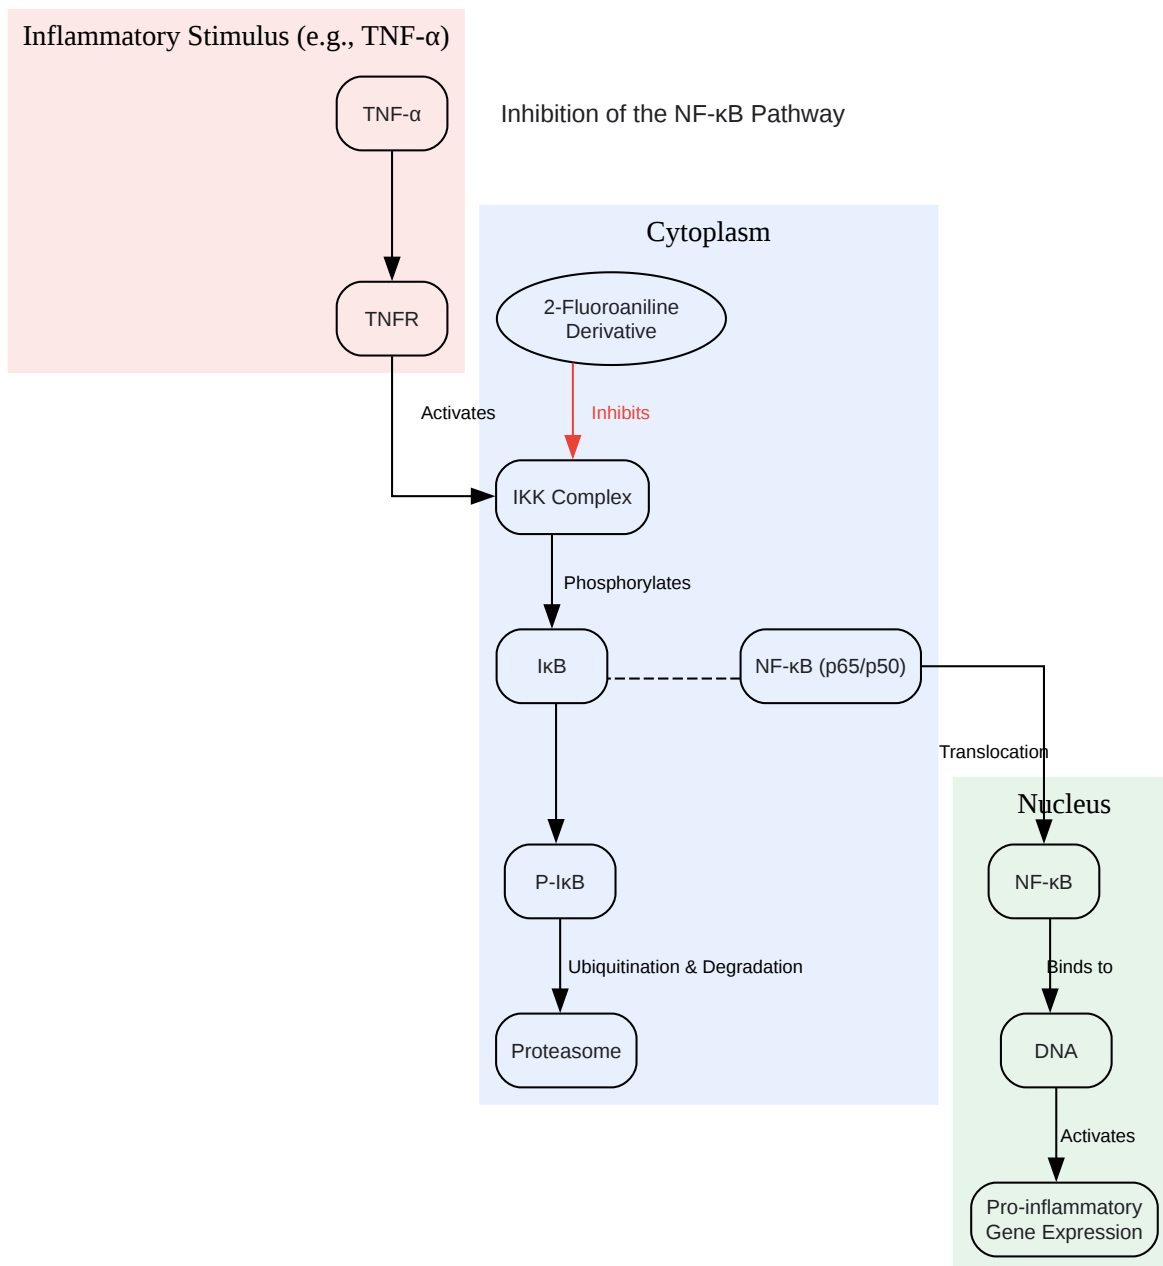 Inflammatory Stimulus (e.g., TNF-α)
TNF-α
Inhibition of the NF-κB Pathway
TNFR
Cytoplasm
2-Fluoroaniline
Derivative
Activates
Inhibits
IKK Complex
Phosphorylates
IκB
NF-κB (p65/p50)
Translocation
Nucleus
P-IκB
NF-κB
Ubiquitination & Degradation
Binds to
Proteasome
DNA
Activates
Pro-inflammatory
Gene Expression